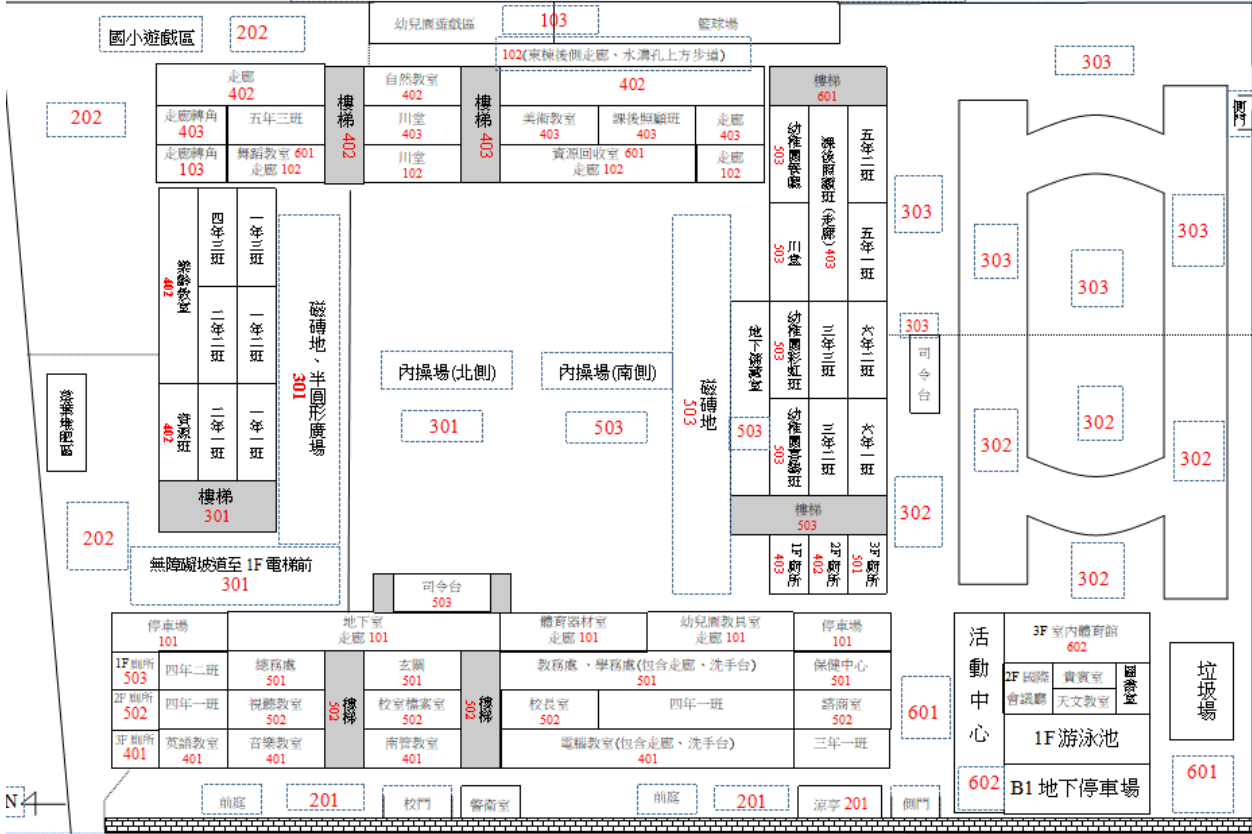 幼兒園遊戲區
103
籃球場
國小遊戲區
202
102(東棟後側走廊、水溝孔上方步道)
303
202
側門
走廊
402
樓梯 402
自然教室
402
樓梯 403
402
樓梯
601
走廊轉角
403
五年三班
川堂
403
美術教室
403
課後照顧班
403
走廊
403
走廊轉角
103
舞蹈教室 601
走廊 102
川堂
102
資源回收室 601
走廊 102
走廊
102
503
課後照顧班(走廊)403
五年二班
川堂
503
五年一班
303
303
303
303
樂齡教室
402
四年三班
一年三班
二年二班
一年二班
資源班
402
二年一班
一年一班
磁磚地、半圓形廣場
301
樓梯
301
內操場(北側)
301
內操場(南側)
503
磁磚地
503
503
幼稚園彩虹班
503
三年三班
六年二班
503
三年二班
六年一班
樓梯
503
1F廁所
403
2F廁所
402
3F廁所
501
303
司令台
302
302
302
302
302
落葉堆肥區
202
無障礙坡道至 1F 電梯前
301
司令台
503
停車場
101
地下室
走廊 101
體育器材室
走廊 101
幼兒園教具室
走廊 101
停車場
101
1F廁所
503
四年二班
總務處
501
樓梯
502
玄關
501
樓梯
502
教務處、學務處(包含走廊、洗手台)
501
保健中心
501
2F廁所
502
四年一班
視聽教室
502
校室檔案室
502
校長室
502
四年一班
諮商室
502
3F廁所
401
英語教室
401
音樂教室
401
南管教室
401
電腦教室(包含走廊、洗手台)
401
三年一班
601
活動中心
602
3F 室內體育館
602
2F 國際
會議廳
貴賓室
天文教室
1F 游泳池
B1 地下停車場
垃圾場
601
N
前庭
201
校門
警衛室
前庭
201
涼亭 201
側門